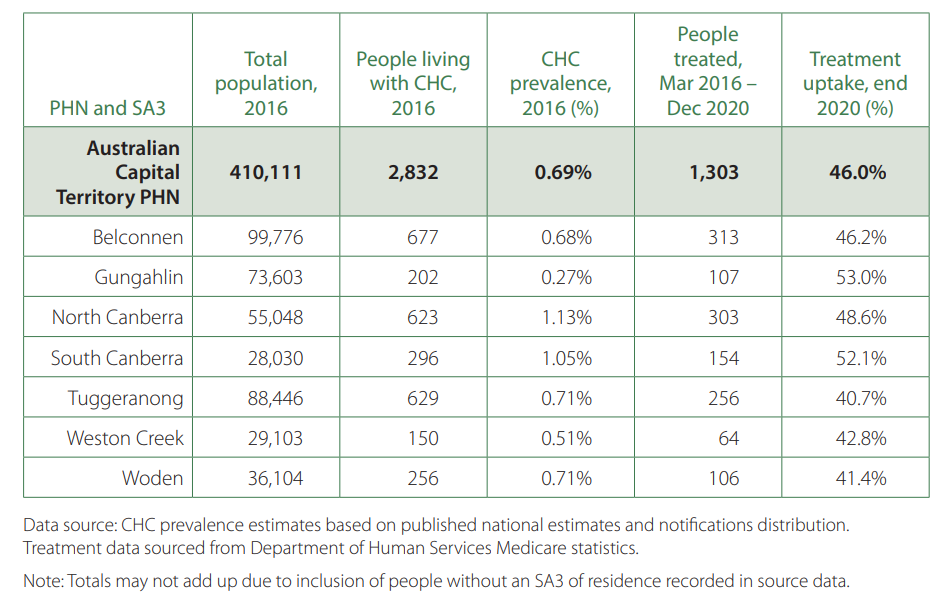 PHN and SA3 | Total population, 2016 | People living with CHC, 2016 | CHC prevalence, 2016 (%) | People treated, Mar 2016 – Dec 2020 | Treatment uptake, end 2020 (%)
Australian Capital Territory PHN | 410,111 | 2,832 | 0.69% | 1,303 | 46.0%
Belconnen | 99,776 | 677 | 0.68% | 313 | 46.2%
Gungahlin | 73,603 | 202 | 0.27% | 107 | 53.0%
North Canberra | 55,048 | 623 | 1.13% | 303 | 48.6%
South Canberra | 28,030 | 296 | 1.05% | 154 | 52.1%
Tuggeranong | 88,446 | 629 | 0.71% | 256 | 40.7%
Weston Creek | 29,103 | 150 | 0.51% | 64 | 42.8%
Woden | 36,104 | 256 | 0.71% | 106 | 41.4%
Data source: CHC prevalence estimates based on published national estimates and notifications distribution.
Treatment data sourced from Department of Human Services Medicare statistics.
Note: Totals may not add up due to inclusion of people without an SA3 of residence recorded in source data.